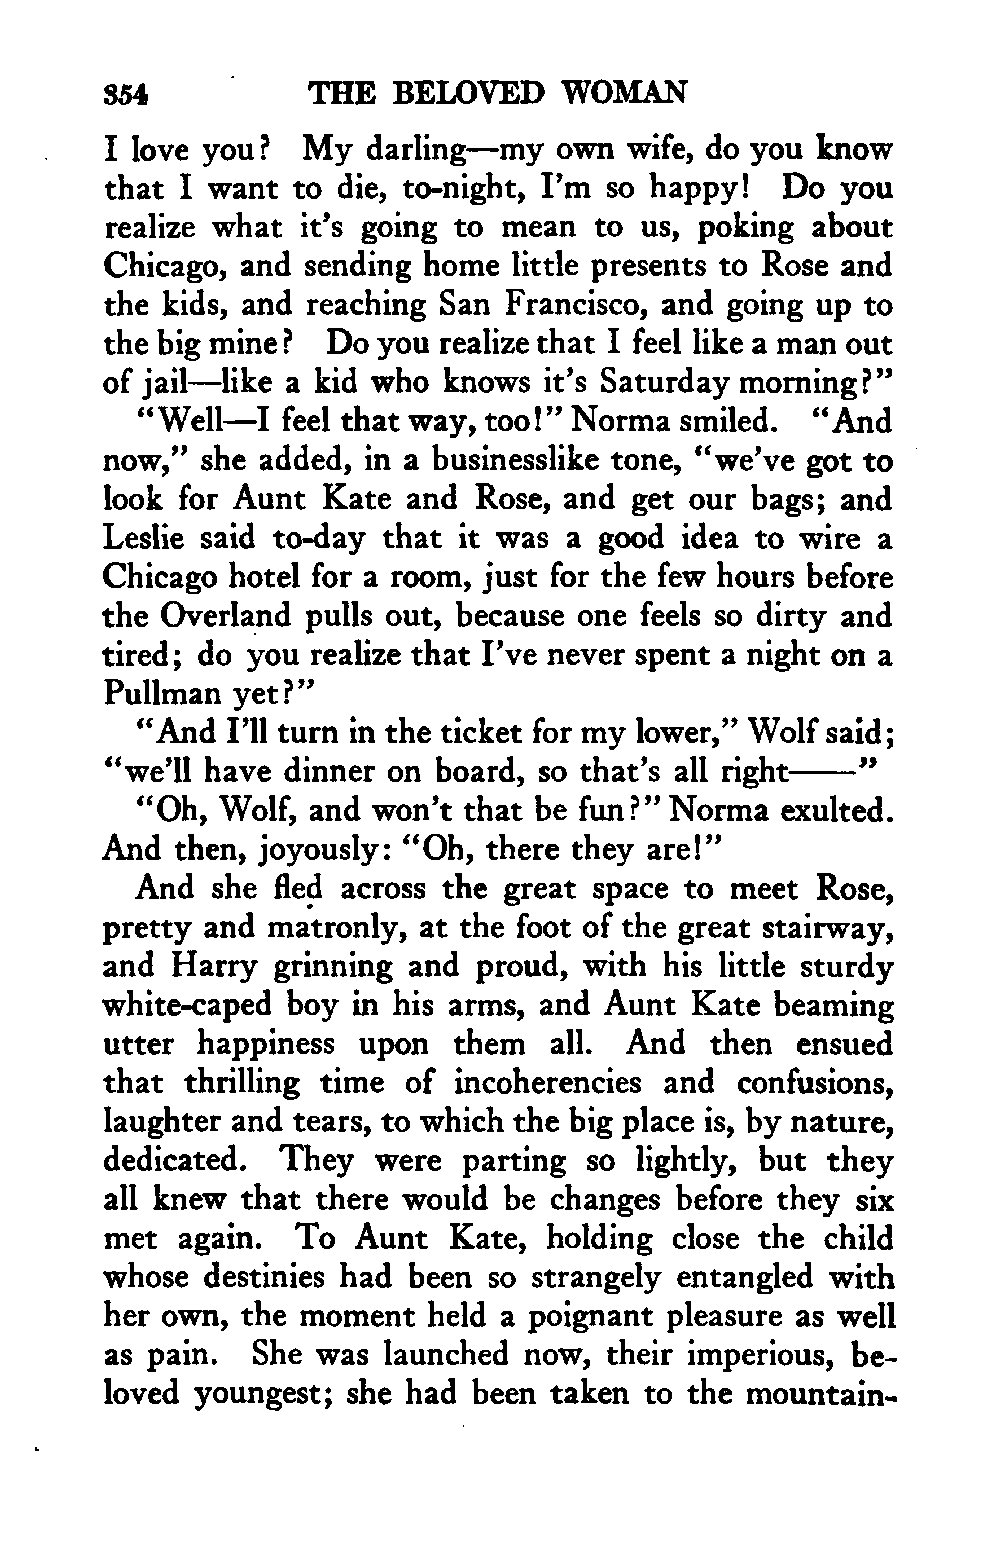 354 THE BELOVED WOMAN
I love you? My darling—my own wife, do you know
that I want to die, to-night, I'm so happy! Do you
realize what it's going to mean to us, poking about
Chicago, and sending home little presents to Rose and
the kids, and reaching San Francisco, and going up to
the big mine? Do you realize that I feel like a man out
of jail—like a kid who knows it's Saturday morning?"
"Well—I feel that way, too!" Norma smiled. "And
now," she added, in a businesslike tone, "we've got to
look for Aunt Kate and Rose, and get our bags; and
Leslie said to-day that it was a good idea to wire a
Chicago hotel for a room, just for the few hours before
the Overland pulls out, because one feels so dirty and
tired; do you realize that I've never spent a night on a
Pullman yet?"
"And I'll turn in the ticket for my lower," Wolf said;
"we'll have dinner on board, so that's all right——"
"Oh, Wolf, and won't that be fun?" Norma exulted.
And then, joyously: "Oh, there they are!"
And she fled across the great space to meet Rose,
pretty and matronly, at the foot of the great stairway,
and Harry grinning and proud, with his little sturdy
white-caped boy in his arms, and Aunt Kate beaming
utter happiness upon them all. And then ensued
that thrilling time of incoherencies and confusions,
laughter and tears, to which the big place is, by nature,
dedicated. They were parting so lightly, but they
all knew that there would be changes before they six
met again. To Aunt Kate, holding close the child
whose destinies had been so strangely entangled with
her own, the moment held a poignant pleasure as well
as pain. She was launched now, their imperious, be-
loved youngest; she had been taken to the mountain-